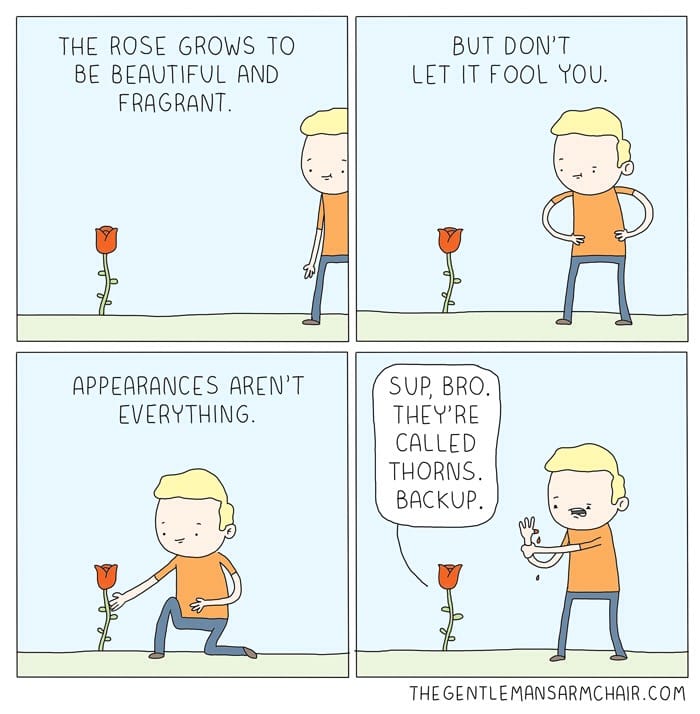 THE ROSE GROWS TO
BE BEAUTIFUL AND
FRAGRANT.
BUT DON'T
LET IT FOOL YOU.
APPEARANCES AREN'T
EVERYTHING.
SUP, BRO.
THEY'RE
CALLED
THORNS.
BACKUP.
THEGENTLEMANSARMCHAIR.COM